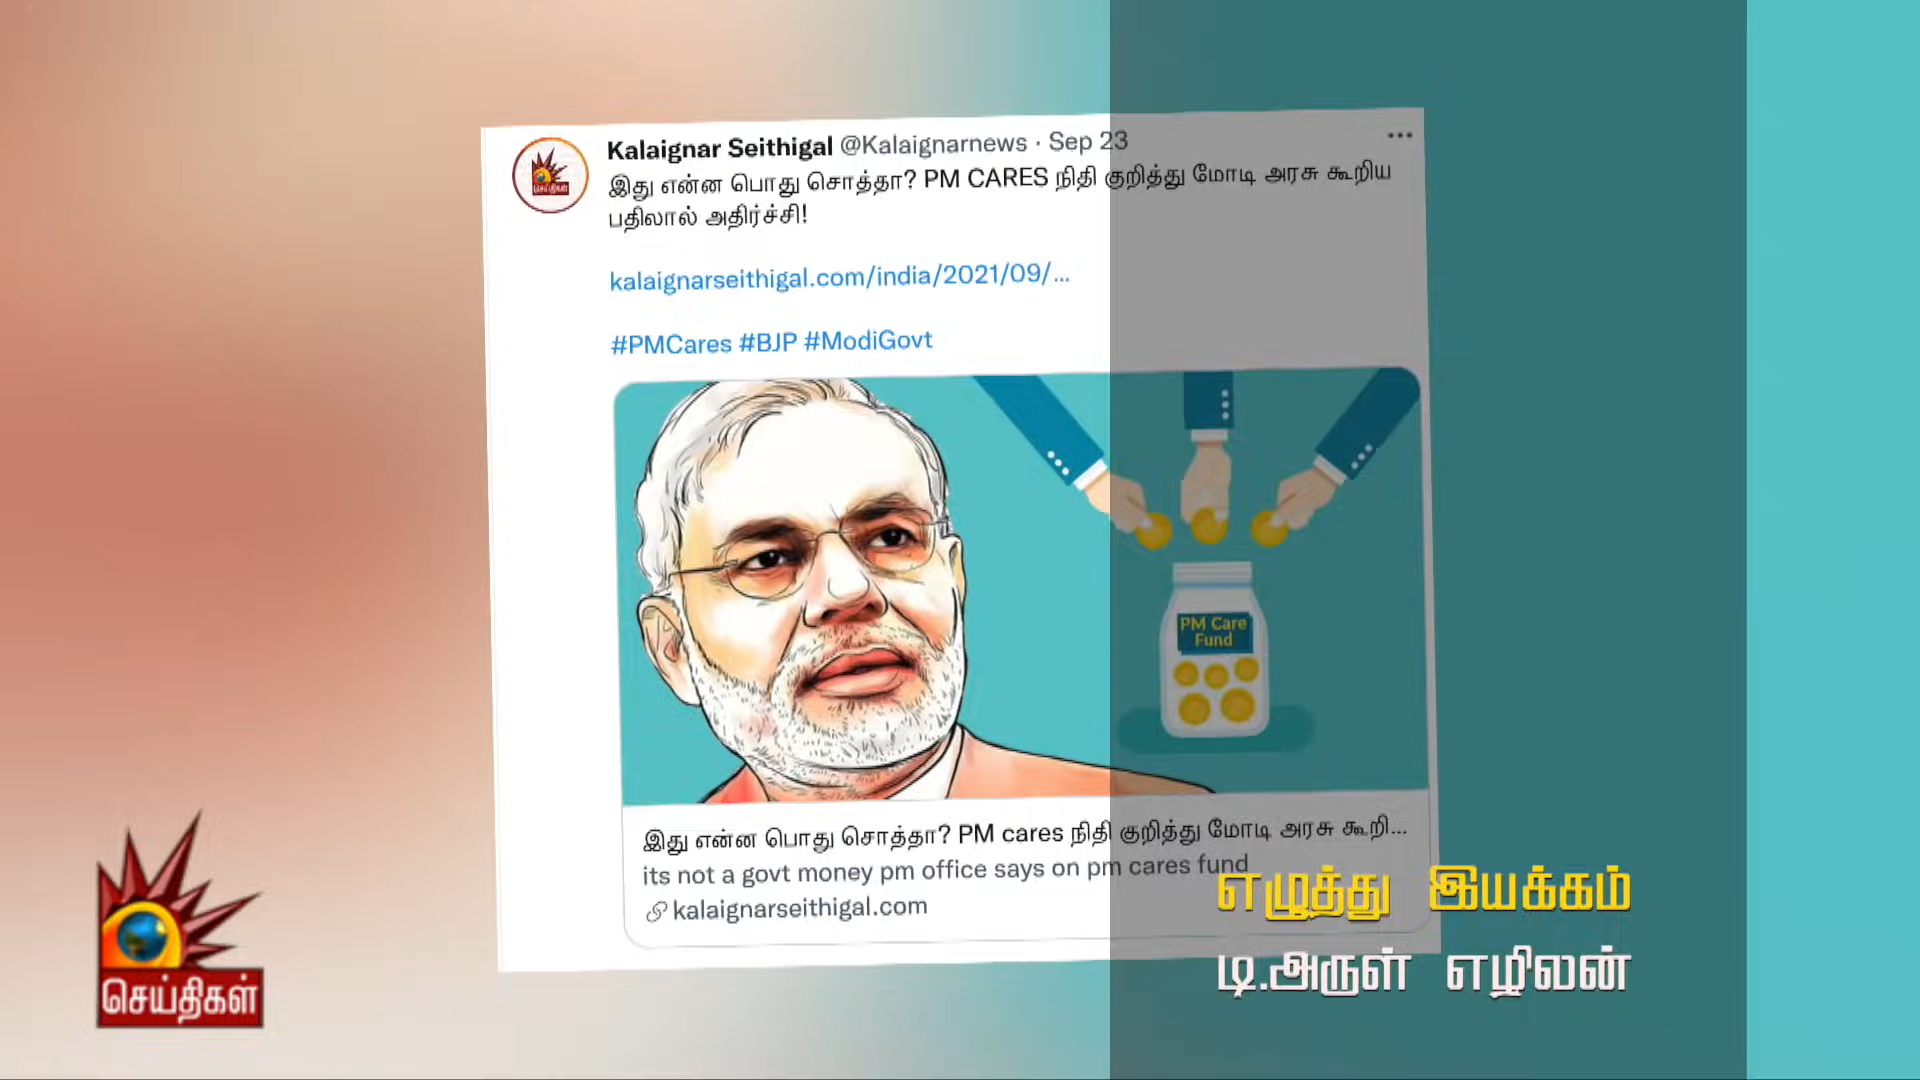 Kalaignar Seithigal @Kalaignarnews · Sep 23
இது என்ன பொது சொத்தா? PM CARES நிதி குறித்து மோடி அரசு கூறிய
பதிலால் அதிர்ச்சி!
kalaignarseithigal.com/india/2021/09/...
#PMCares #BJP #ModiGovt
PM Care
Fund
இது என்ன பொது சொத்தா? PM cares நிதி குறித்து மோடி அரசு கூறி...
its not a govt money pm office says on pm cares fund
kalaignarseithigal.com
எழுத்து இயக்கம்
டி.அருள் எழிலன்
செய்திகள்